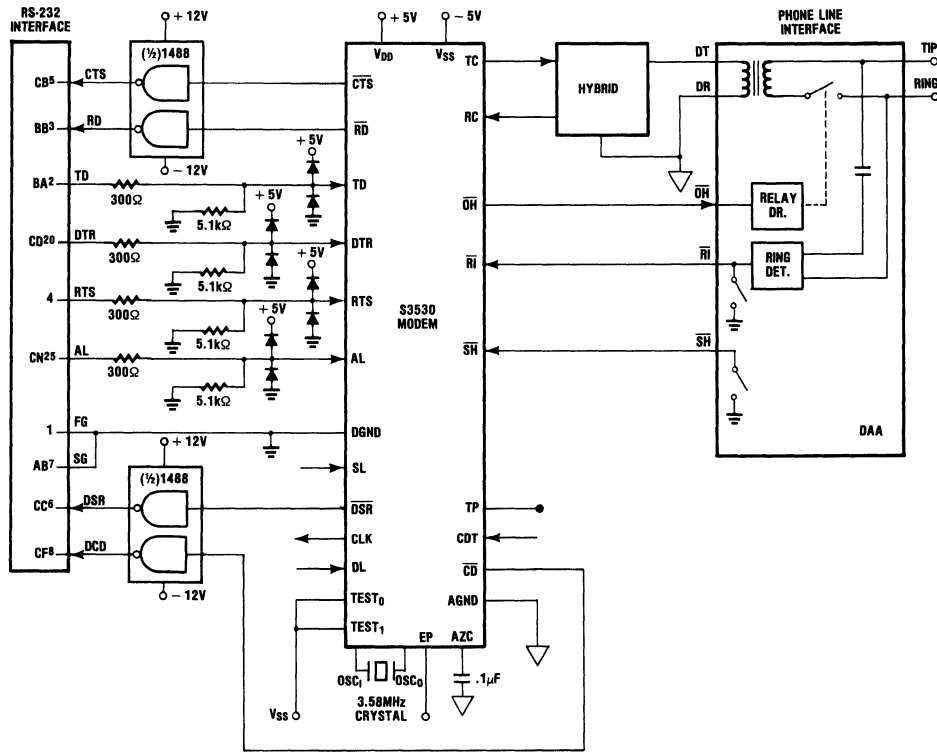 RS-232
INTERFACE
+ 12V
(½)1488
CB5 CTS
BB3 RD
- 12V
BA2 TD
300Ω
5.1kΩ
+ 5V
CD20 DTR
300Ω
5.1kΩ
+ 5V
4 RTS
300Ω
5.1kΩ
+ 5V
CN25 AL
300Ω
5.1kΩ
+ 5V
1 FG
AB7 SG
+ 12V
(½)1488
CC6 DSR
CF8 DCD
- 12V
+ 5V
- 5V
VDD
VSS
CTS
RD
TD
DTR
RTS
AL
DGND
SL
DSR
CLK
DL
TEST0
TEST1
S3530
MODEM
TC
RC
OH
RI
SH
TP
CDT
CD
AGND
EP
AZC
OSCI
OSCO
3.58MHz
CRYSTAL
.1µF
VSS
HYBRID
PHONE LINE
INTERFACE
DT
DR
TIP
RING
OH
RELAY
DR.
RI
RING
DET.
SH
DAA